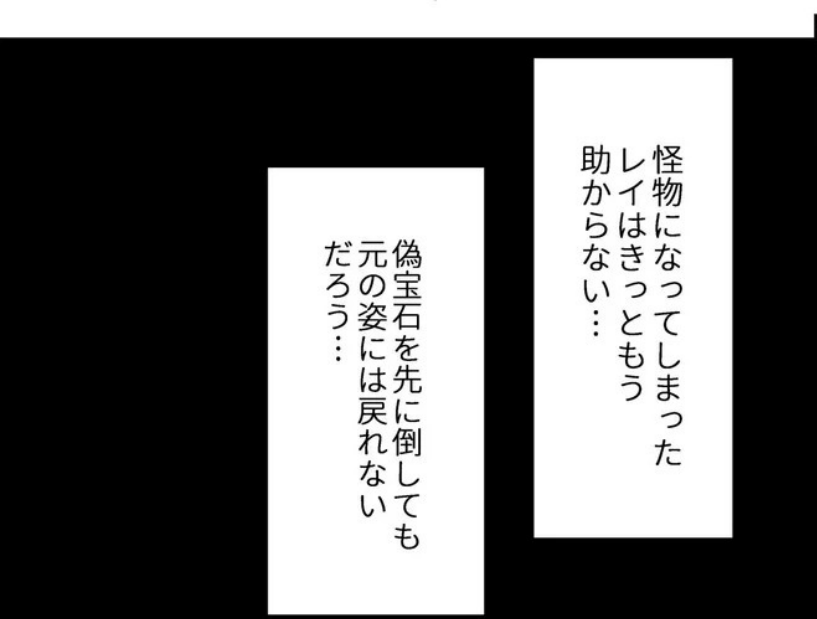 怪物になってしまった
レイはきっともう
助からない…
偽宝石を先に倒しても
元の姿には戻れない
だろう…